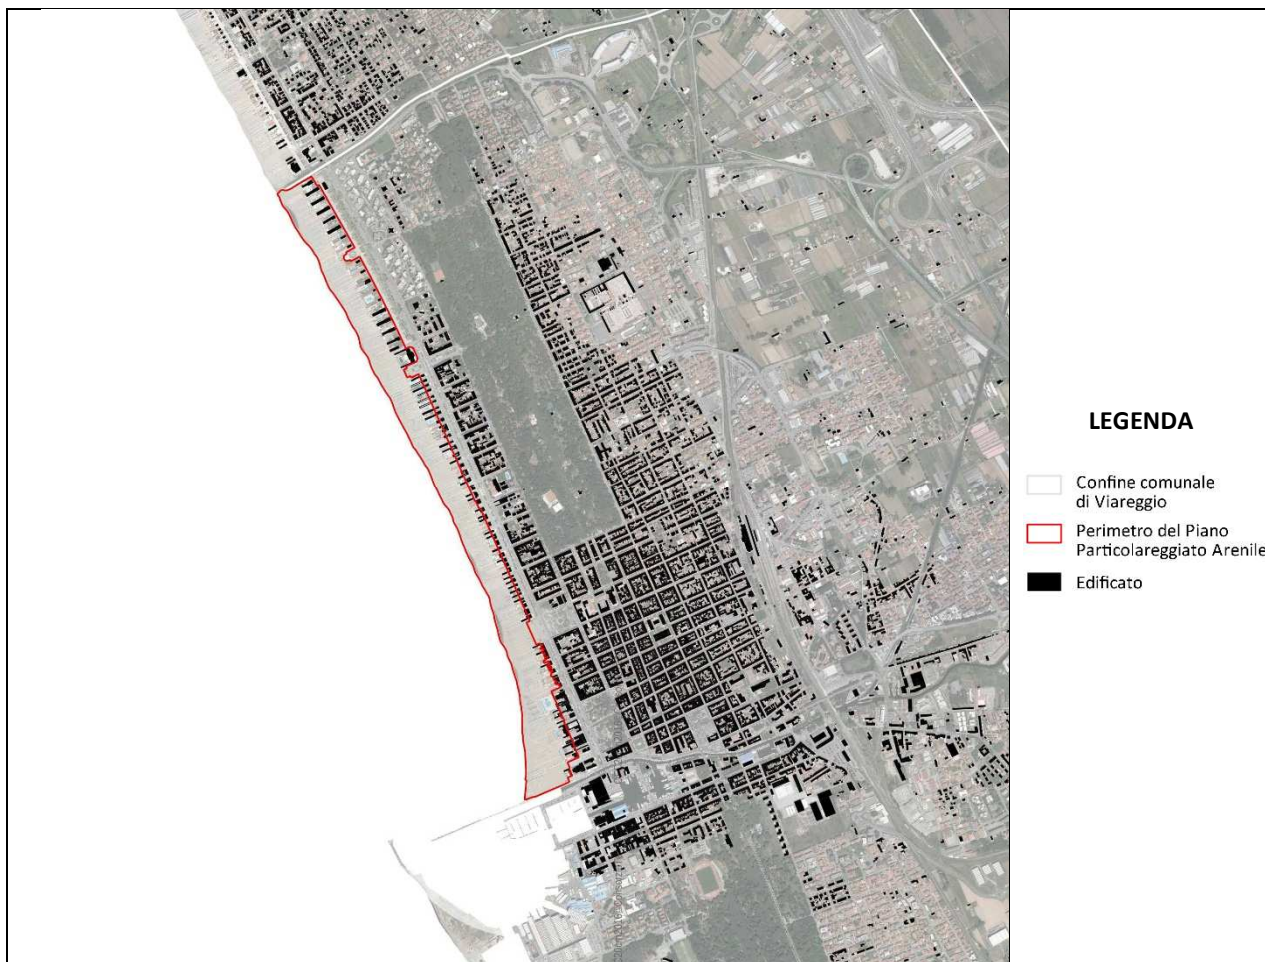 LEGENDA
Confine comunale
di Viareggio
Perimetro del Piano
Particolareggiato Arenile
Edificato